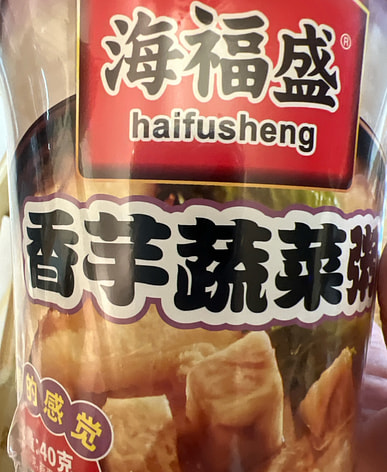 海福盛®
haifusheng
香芋蔬菜粥
的感觉
:40克